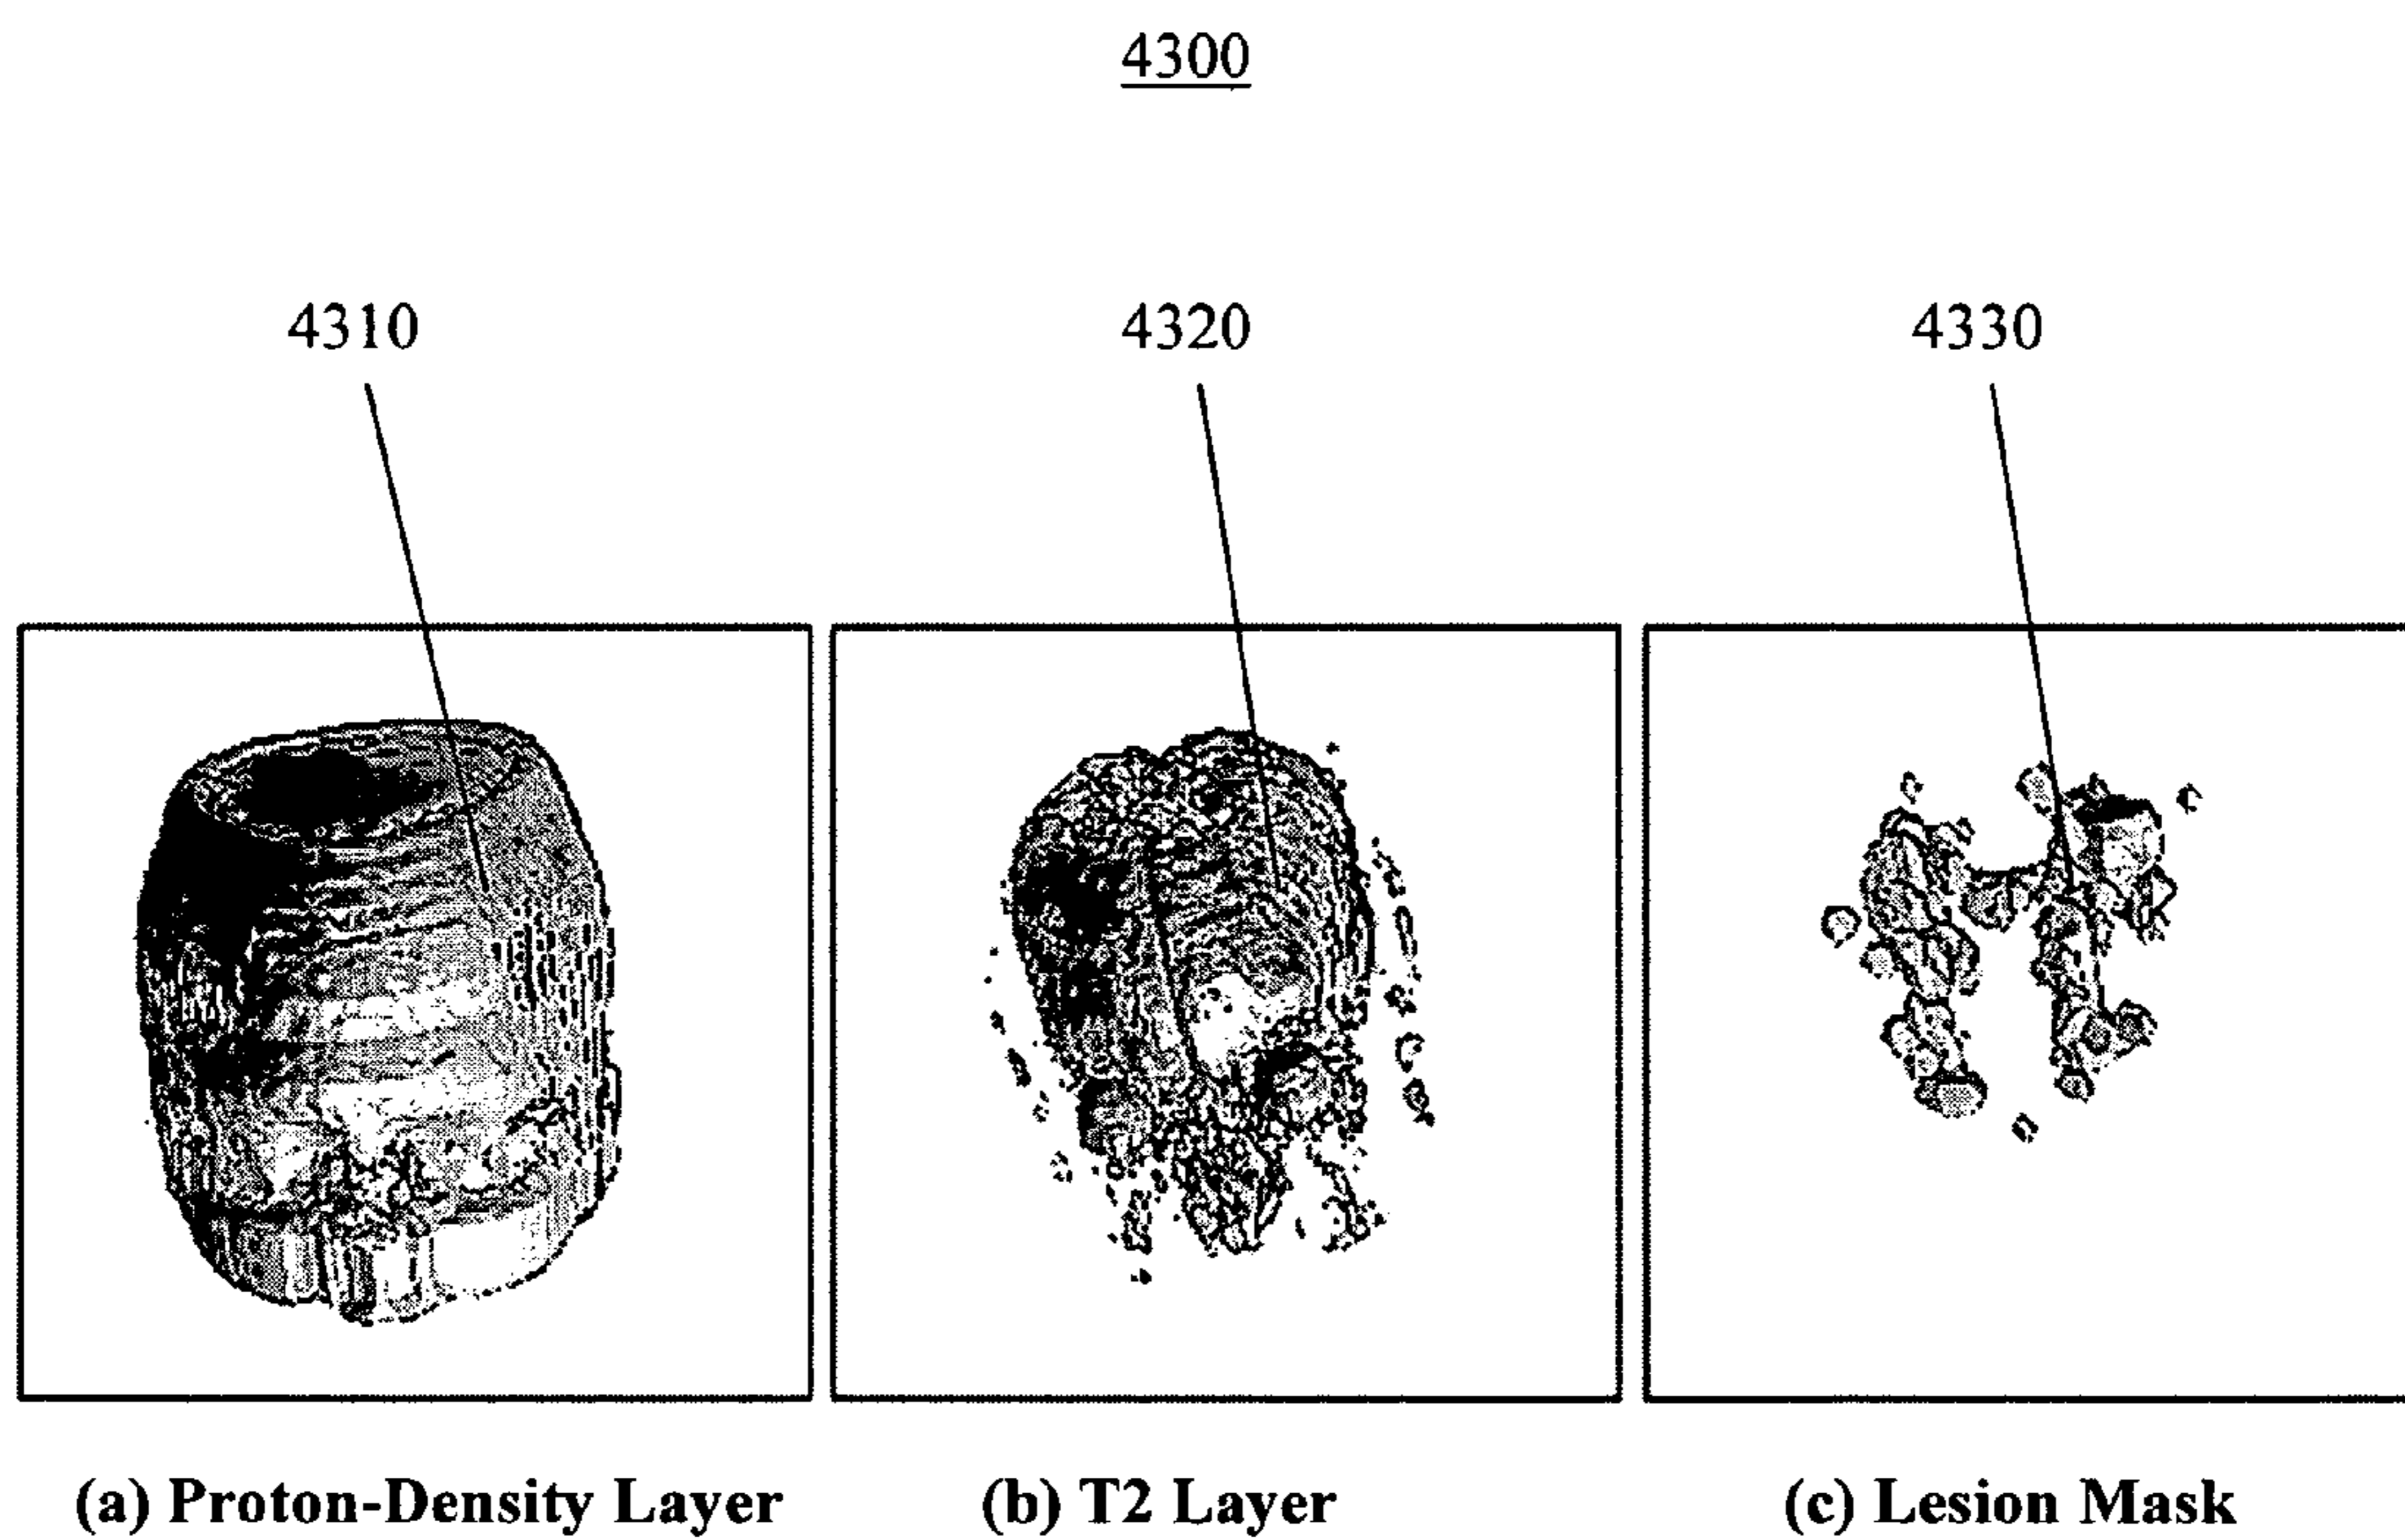 4300
4310 4320 4330
(a) Proton-Density Layer (b) T2 Layer (c) Lesion Mask